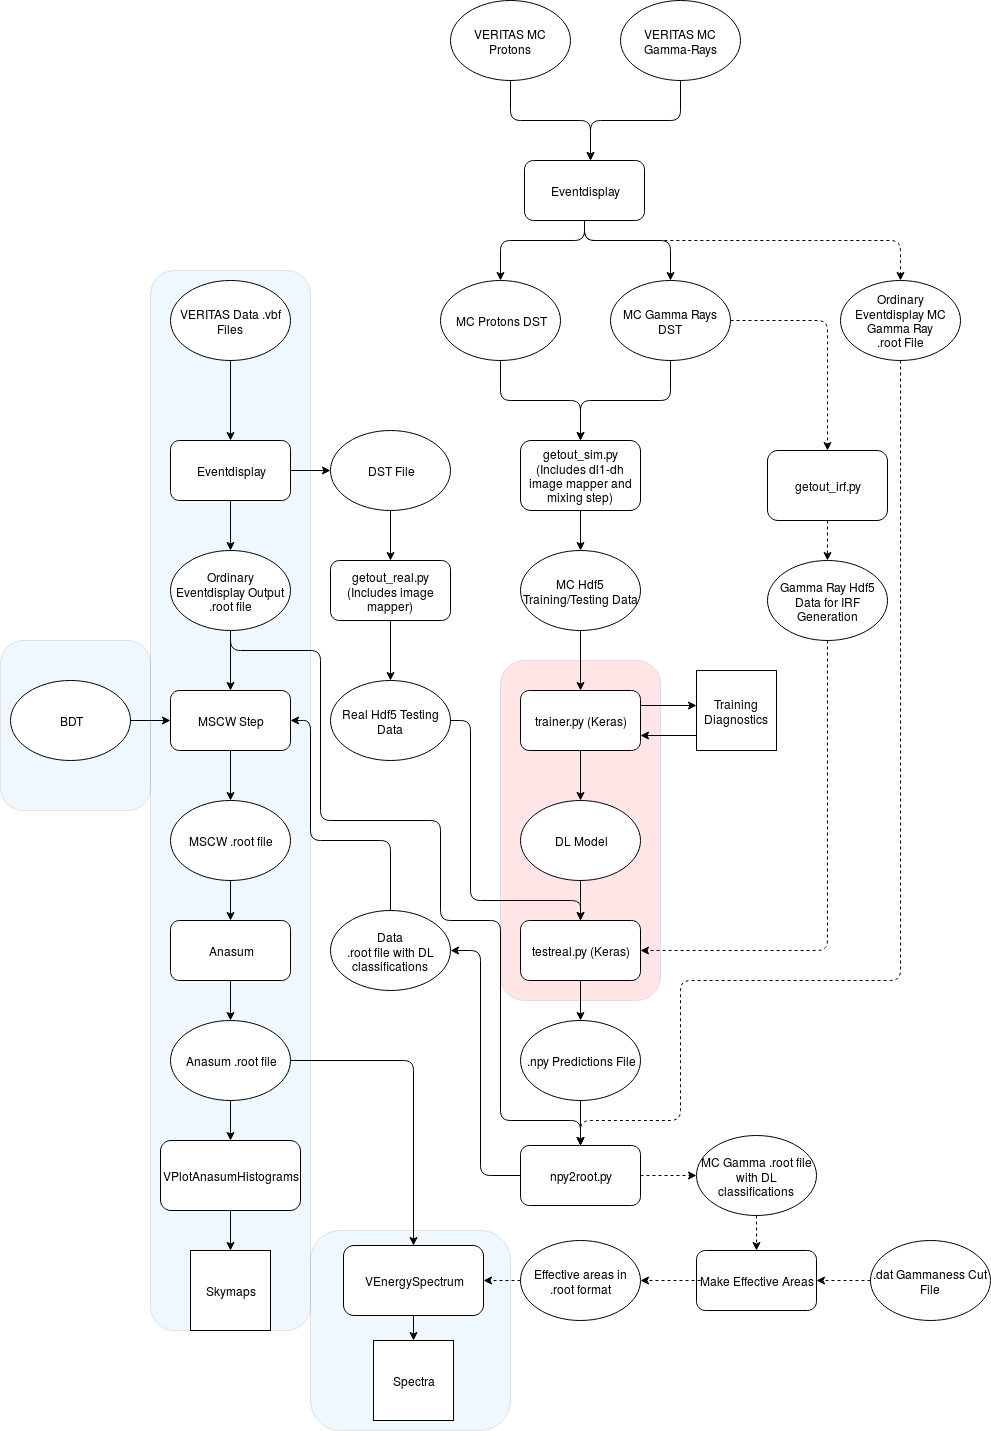 VERITAS MC
Protons
VERITAS MC
Gamma-Rays
Eventdisplay
VERITAS Data .vbf
Files
MC Protons DST
MC Gamma Rays
DST
Ordinary
Eventdisplay MC
Gamma Ray
.root File
Eventdisplay
DST File
getout_sim.py
(Includes dl1-dh
image mapper and
mixing step)
getout_irf.py
Ordinary
Eventdisplay Output
.root file
getout_real.py
(Includes image
mapper)
MC Hdf5
Training/Testing Data
Gamma Ray Hdf5
Data for IRF
Generation
BDT
MSCW Step
Real Hdf5 Testing
Data
trainer.py (Keras)
Training
Diagnostics
MSCW .root file
DL Model
Anasum
Data
.root file with DL
classifications
testreal.py (Keras)
Anasum .root file
.npy Predictions File
VPlotAnasumHistograms
npy2root.py
MC Gamma .root file
with DL
classifications
Skymaps
VEnergySpectrum
Effective areas in
.root format
Make Effective Areas
.dat Gammaness Cut
File
Spectra